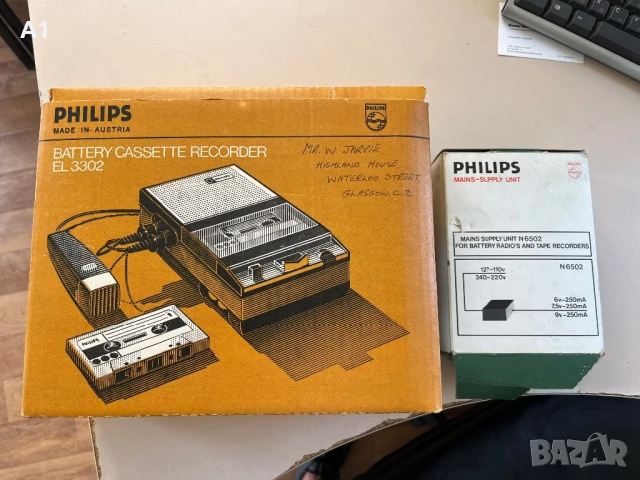 A1
PHILIPS
MADE IN AUSTRIA
BATTERY CASSETTE RECORDER
EL 3302
MR. W JARVIE
HIGHLAND HOUSE,
WATERLOO STREET
GLASGOW. C.2
PHILIPS
PHILIPS
MAINS-SUPPLY UNIT
MAINS SUPPLY UNIT N6502
FOR BATTERY RADIO'S AND TAPE RECORDERS
127-110v
240-220v
N6502
6v-250mA
7,5v-250mA
9v-250mA
BAZAR